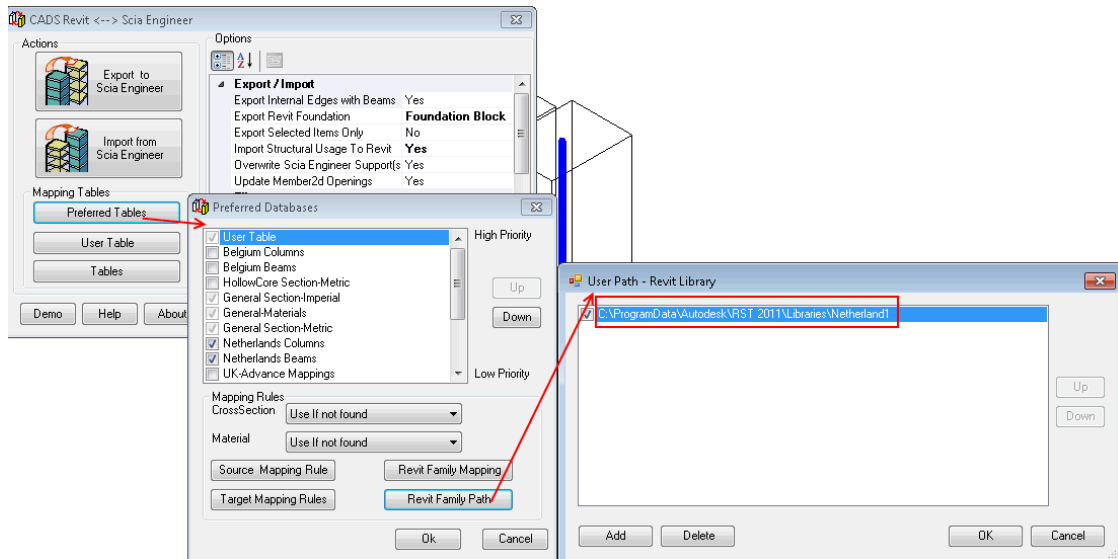 CADS Revit <--> Scia Engineer
Actions
Export to
Scia Engineer
Import from
Scia Engineer
Mapping Tables
Preferred Tables
User Table
Tables
Demo
Help
About
Options
Export / Import
Export Internal Edges with Beams Yes
Export Revit Foundation Foundation Block
Export Selected Items Only No
Import Structural Usage To Revit Yes
Overwrite Scia Engineer Support(s Yes
Update Member2d Openings Yes
Preferred Databases
User Table
Belgium Columns
Belgium Beams
HollowCore Section-Metric
General Section-Imperial
General-Materials
General Section-Metric
Netherlands Columns
Netherlands Beams
UK-Advance Mappings
High Priority
Up
Down
Low Priority
Mapping Rules
CrossSection Use If not found
Material Use If not found
Source Mapping Rule Revit Family Mapping
Target Mapping Rules Revit Family Path
Ok Cancel
User Path - Revit Library
C:\ProgramData\Autodesk\RST 2011\Libraries\Netherland1
Up
Down
Add Delete OK Cancel